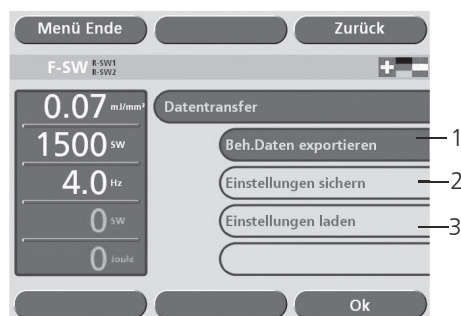 Menü Ende
Zurück
F-SW R-SW1
R-SW2
0.07 mJ/mm²
Datentransfer
1500 SW
Beh.Daten exportieren
1
4.0 Hz
Einstellungen sichern
2
0 SW
Einstellungen laden
3
0 Joule
Ok